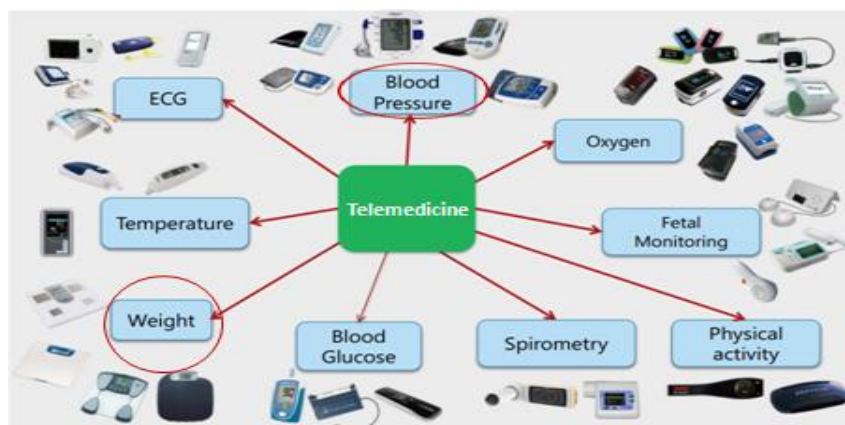 ECG
Blood
Pressure
Oxygen
Telemedicine
Temperature
Fetal
Monitoring
Weight
Blood
Glucose
Spirometry
Physical
activity